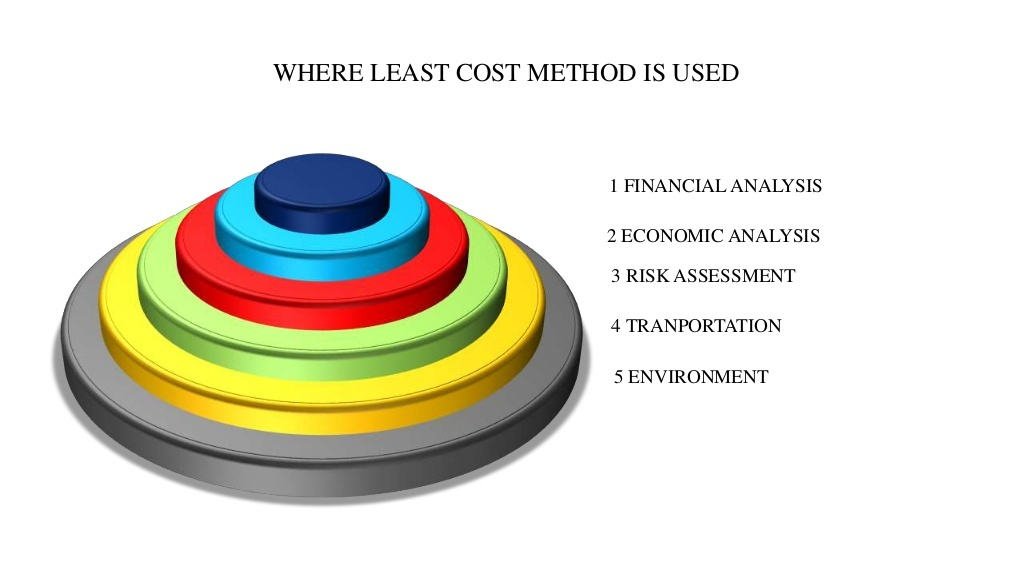 WHERE LEAST COST METHOD IS USED
1 FINANCIAL ANALYSIS
2 ECONOMIC ANALYSIS
3 RISK ASSESSMENT
4 TRANPORTATION
5 ENVIRONMENT